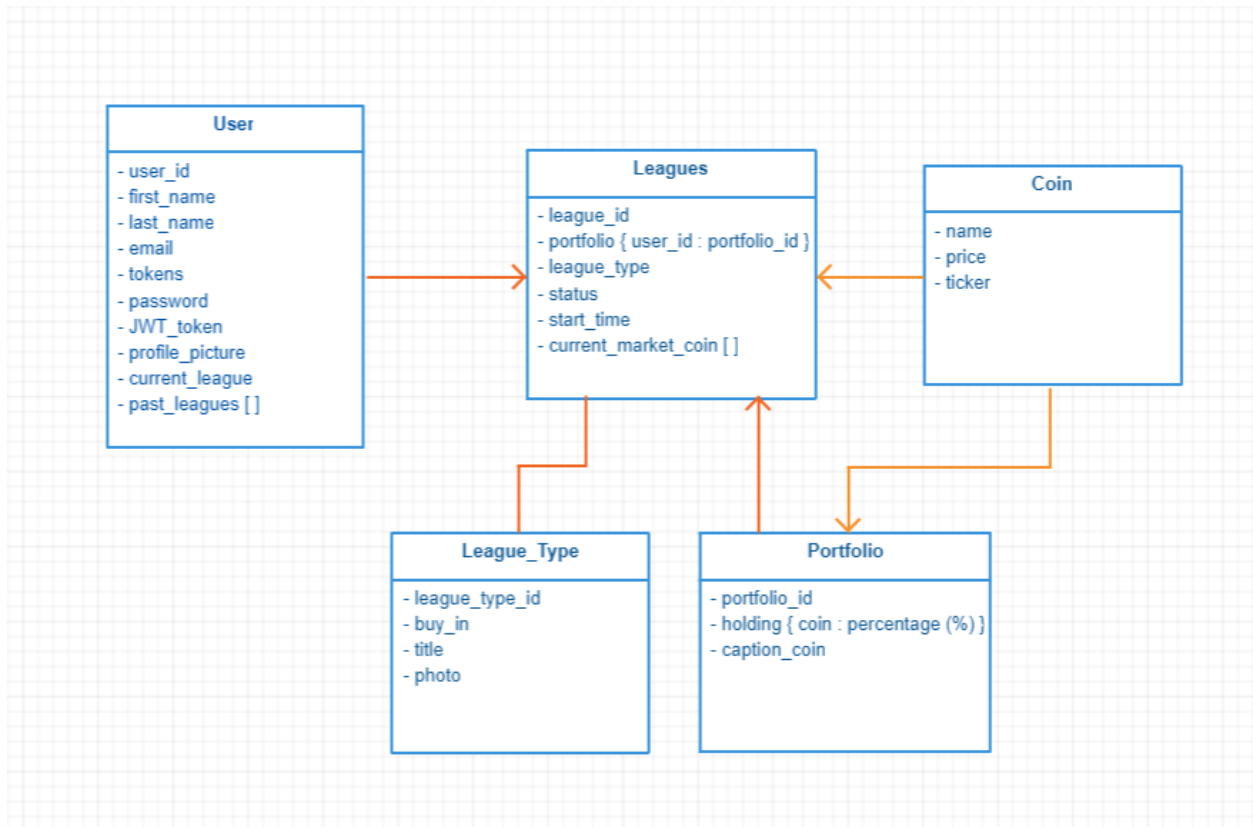 User
- user_id
- first_name
- last_name
- email
- tokens
- password
- JWT_token
- profile_picture
- current_league
- past_leagues [ ]
Leagues
- league_id
- portfolio { user_id : portfolio_id }
- league_type
- status
- start_time
- current_market_coin [ ]
Coin
- name
- price
- ticker
League_Type
- league_type_id
- buy_in
- title
- photo
Portfolio
- portfolio_id
- holding { coin : percentage (%) }
- caption_coin